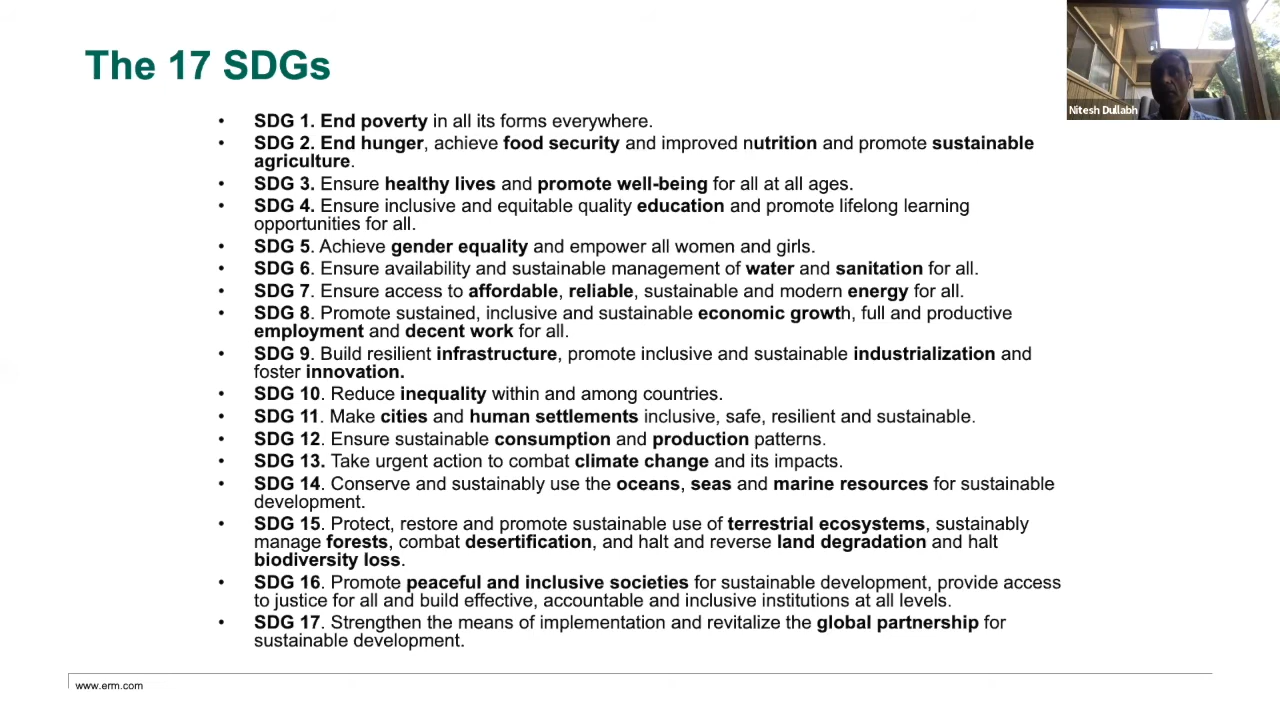 The 17 SDGs
Nitesh Dullabh
• SDG 1. End poverty in all its forms everywhere.
• SDG 2. End hunger, achieve food security and improved nutrition and promote sustainable
agriculture.
• SDG 3. Ensure healthy lives and promote well-being for all at all ages.
• SDG 4. Ensure inclusive and equitable quality education and promote lifelong learning
opportunities for all.
• SDG 5. Achieve gender equality and empower all women and girls.
• SDG 6. Ensure availability and sustainable management of water and sanitation for all.
• SDG 7. Ensure access to affordable, reliable, sustainable and modern energy for all.
• SDG 8. Promote sustained, inclusive and sustainable economic growth, full and productive
employment and decent work for all.
• SDG 9. Build resilient infrastructure, promote inclusive and sustainable industrialization and
foster innovation.
• SDG 10. Reduce inequality within and among countries.
• SDG 11. Make cities and human settlements inclusive, safe, resilient and sustainable.
• SDG 12. Ensure sustainable consumption and production patterns.
• SDG 13. Take urgent action to combat climate change and its impacts.
• SDG 14. Conserve and sustainably use the oceans, seas and marine resources for sustainable
development.
• SDG 15. Protect, restore and promote sustainable use of terrestrial ecosystems, sustainably
manage forests, combat desertification, and halt and reverse land degradation and halt
biodiversity loss.
• SDG 16. Promote peaceful and inclusive societies for sustainable development, provide access
to justice for all and build effective, accountable and inclusive institutions at all levels.
• SDG 17. Strengthen the means of implementation and revitalize the global partnership for
sustainable development.
www.erm.com